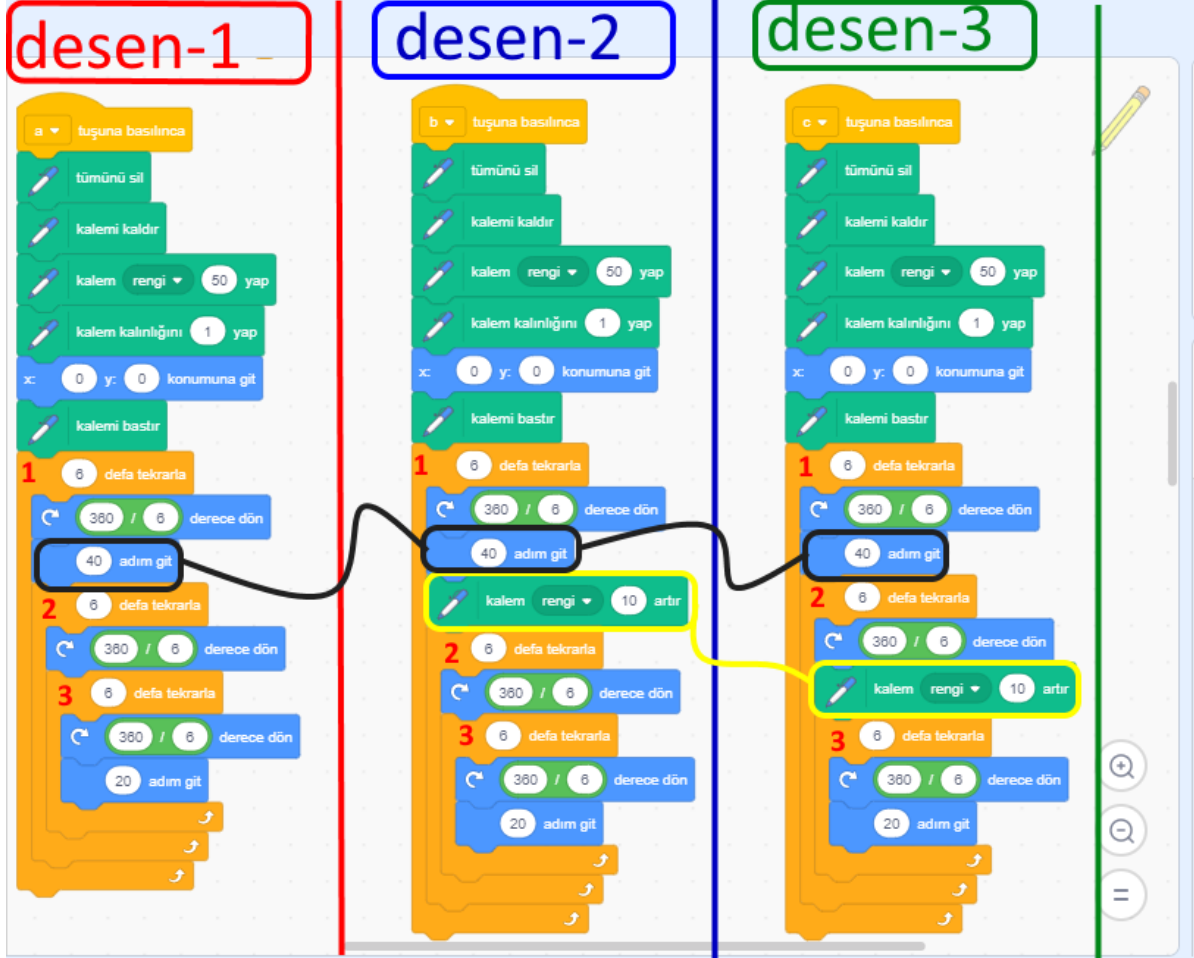 desen-1
a tuşuna basılınca
tümünü sil
kalemi kaldır
kalem rengi 50 yap
kalem kalınlığını 1 yap
x: 0 y: 0 konumuna git
kalemi bastır
1 6 defa tekrarla
360 / 6 derece dön
40 adım git
2 6 defa tekrarla
360 / 6 derece dön
3 6 defa tekrarla
360 / 6 derece dön
20 adım git
desen-2
b tuşuna basılınca
tümünü sil
kalemi kaldır
kalem rengi 50 yap
kalem kalınlığını 1 yap
x: 0 y: 0 konumuna git
kalemi bastır
1 6 defa tekrarla
360 / 6 derece dön
40 adım git
kalem rengi 10 artır
2 6 defa tekrarla
360 / 6 derece dön
3 6 defa tekrarla
360 / 6 derece dön
20 adım git
desen-3
c tuşuna basılınca
tümünü sil
kalemi kaldır
kalem rengi 50 yap
kalem kalınlığını 1 yap
x: 0 y: 0 konumuna git
kalemi bastır
1 6 defa tekrarla
360 / 6 derece dön
40 adım git
2 6 defa tekrarla
360 / 6 derece dön
kalem rengi 10 artır
3 6 defa tekrarla
360 / 6 derece dön
20 adım git